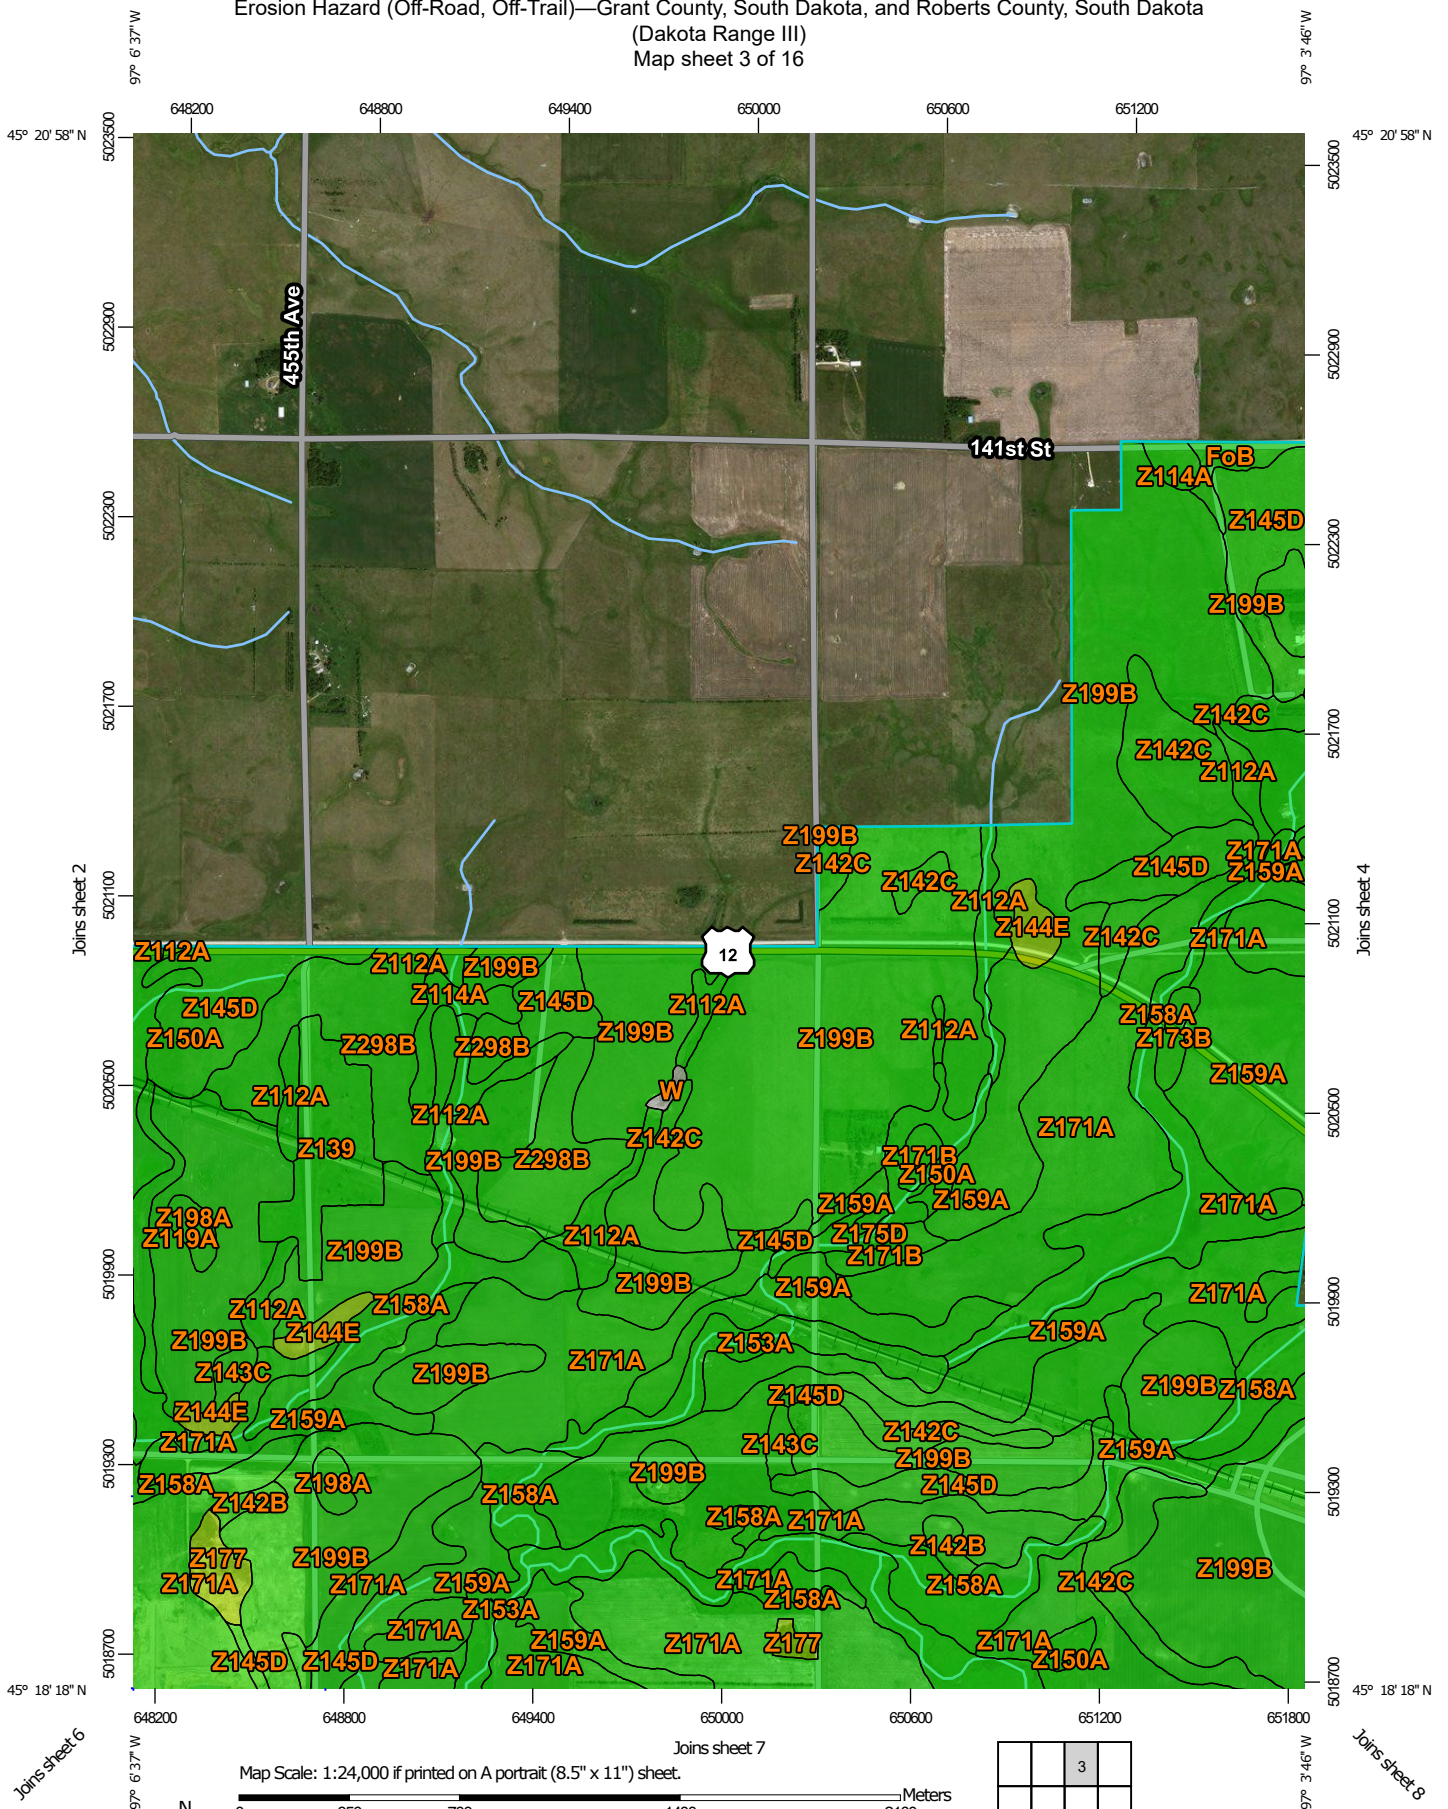 Erosion Hazard (Off-Road, Off-Trail)—Grant County, South Dakota, and Roberts County, South Dakota
(Dakota Range III)
Map sheet 3 of 16
97° 6' 37'' W
97° 3' 46'' W
648200 648800 649400 650000 650600 651200
45° 20' 58'' N
45° 20' 58'' N
5023500
5023500
455th Ave
5022900
5022900
141st St
FoB
Z114A
Z145D
5022300
5022300
Z199B
Z199B
5021700
5021700
Z142C
Z142C
Z112A
Z199B
Z142C
Z171A
Z145D
Z159A
Joins sheet 2
Joins sheet 4
5021100
5021100
Z142C
Z112A
Z144E
Z142C
Z171A
12
Z112A
Z112A
Z199B
Z114A
Z145D
Z112A
Z145D
Z199B
Z158A
Z150A
Z298B
Z298B
Z199B
Z112A
Z173B
Z159A
5020500
5020500
W
Z112A
Z112A
Z142C
Z171A
Z139
Z199B
Z298B
Z171B
Z150A
Z159A
Z159A
Z171A
Z198A
Z119A
Z112A
Z145D
Z175D
Z199B
Z171B
5019900
5019900
Z199B
Z159A
Z171A
Z112A
Z158A
Z144E
Z199B
Z153A
Z159A
Z143C
Z199B
Z171A
Z199B
Z158A
Z145D
Z144E
Z159A
Z142C
Z171A
Z143C
Z199B
Z159A
5019300
5019300
Z158A
Z198A
Z199B
Z145D
Z142B
Z158A
Z158A
Z171A
Z142B
Z177
Z199B
Z199B
Z171A
Z171A
Z159A
Z171A
Z158A
Z158A
Z142C
Z153A
Z171A
Z159A
Z171A
Z177
Z171A
Z145D
Z145D
Z171A
Z171A
Z150A
5018700
5018700
45° 18' 18'' N
45° 18' 18'' N
648200 648800 649400 650000 650600 651200 651800
Joins sheet 6
Joins sheet 7
Joins sheet 8
97° 6' 37'' W
97° 3' 46'' W
3
Map Scale: 1:24,000 if printed on A portrait (8.5" x 11") sheet.
Meters
N